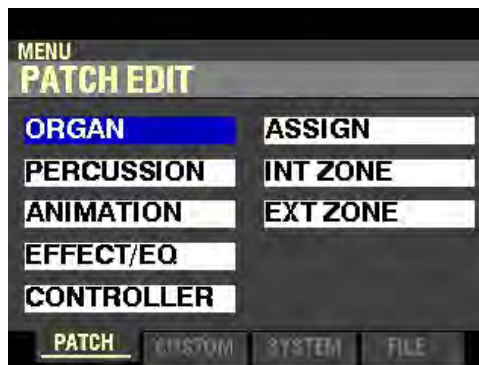 MENU
PATCH EDIT
ORGAN
PERCUSSION
ANIMATION
EFFECT/EQ
CONTROLLER
ASSIGN
INT ZONE
EXT ZONE
PATCH CUSTOM SYSTEM FILE